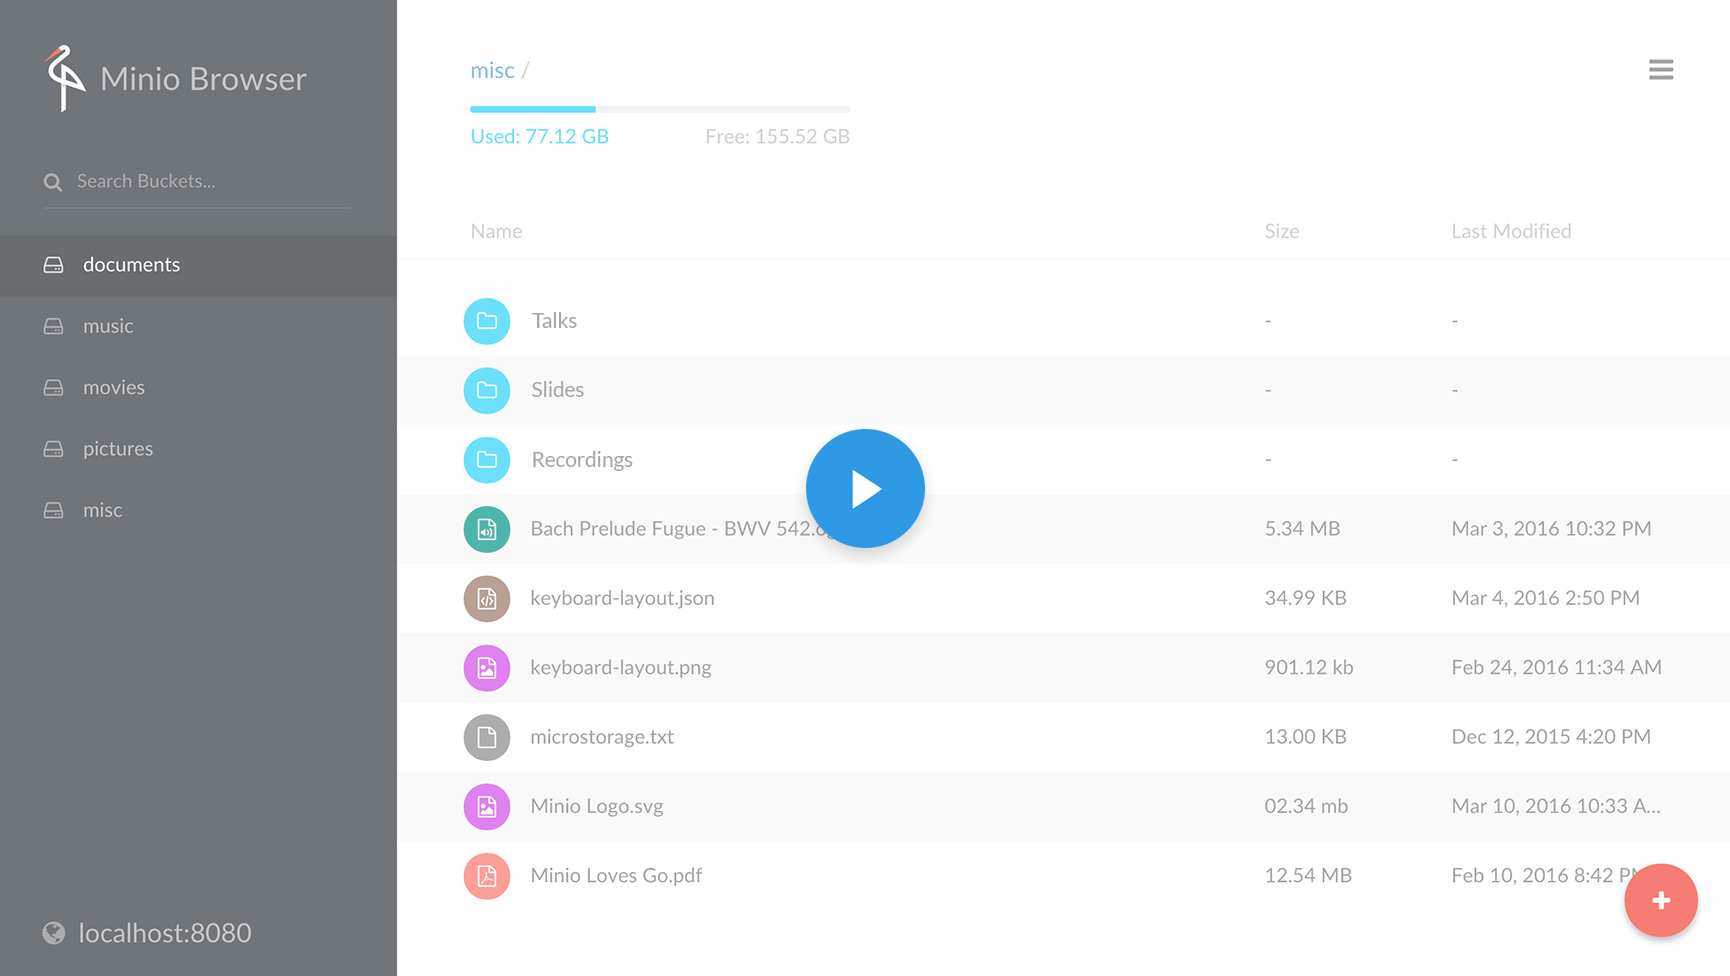 Minio Browser
Search Buckets...
documents
music
movies
pictures
misc
localhost:8080
misc /
Used: 77.12 GB Free: 155.52 GB
Name Size Last Modified
Talks - -
Slides - -
Recordings - -
Bach Prelude Fugue - BWV 5.34 MB Mar 3, 2016 10:32 PM
keyboard-layout.json 34.99 KB Mar 4, 2016 2:50 PM
keyboard-layout.png 901.12 kb Feb 24, 2016 11:34 AM
microstorage.txt 13.00 KB Dec 12, 2015 4:20 PM
Minio Logo.svg 02.34 mb Mar 10, 2016 10:33 A...
Minio Loves Go.pdf 12.54 MB Feb 10, 2016 8:42